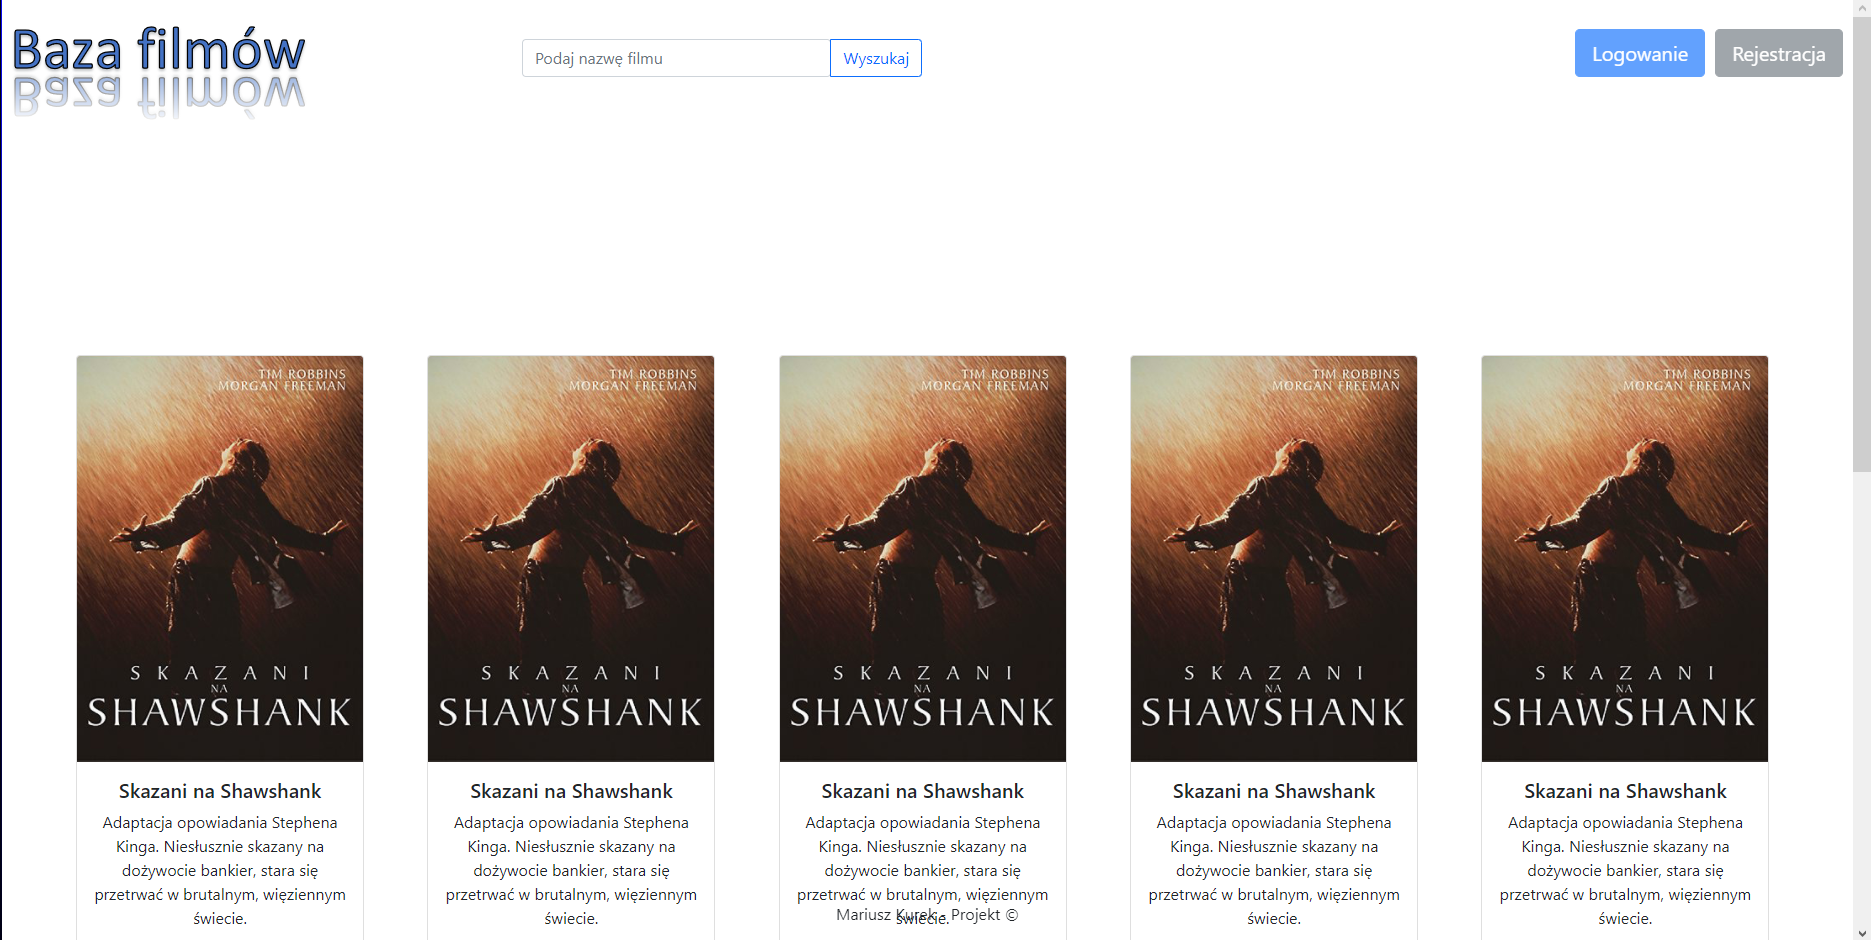 Baza filmów
Podaj nazwę filmu
Wyszukaj
Logowanie
Rejestracja
TIM ROBBINS
MORGAN FREEMAN
SKAZANI
NA
SHAWSHANK
Skazani na Shawshank
Adaptacja opowiadania Stephena
Kinga. Niesłusznie skazany na
dożywocie bankier, stara się
przetrwać w brutalnym, więziennym
świecie.
TIM ROBBINS
MORGAN FREEMAN
SKAZANI
NA
SHAWSHANK
Skazani na Shawshank
Adaptacja opowiadania Stephena
Kinga. Niesłusznie skazany na
dożywocie bankier, stara się
przetrwać w brutalnym, więziennym
świecie.
TIM ROBBINS
MORGAN FREEMAN
SKAZANI
NA
SHAWSHANK
Skazani na Shawshank
Adaptacja opowiadania Stephena
Kinga. Niesłusznie skazany na
dożywocie bankier, stara się
przetrwać w brutalnym, więziennym
świecie.
TIM ROBBINS
MORGAN FREEMAN
SKAZANI
NA
SHAWSHANK
Skazani na Shawshank
Adaptacja opowiadania Stephena
Kinga. Niesłusznie skazany na
dożywocie bankier, stara się
przetrwać w brutalnym, więziennym
świecie.
TIM ROBBINS
MORGAN FREEMAN
SKAZANI
NA
SHAWSHANK
Skazani na Shawshank
Adaptacja opowiadania Stephena
Kinga. Niesłusznie skazany na
dożywocie bankier, stara się
przetrwać w brutalnym, więziennym
świecie.
Mariusz Kurek - Projekt ©